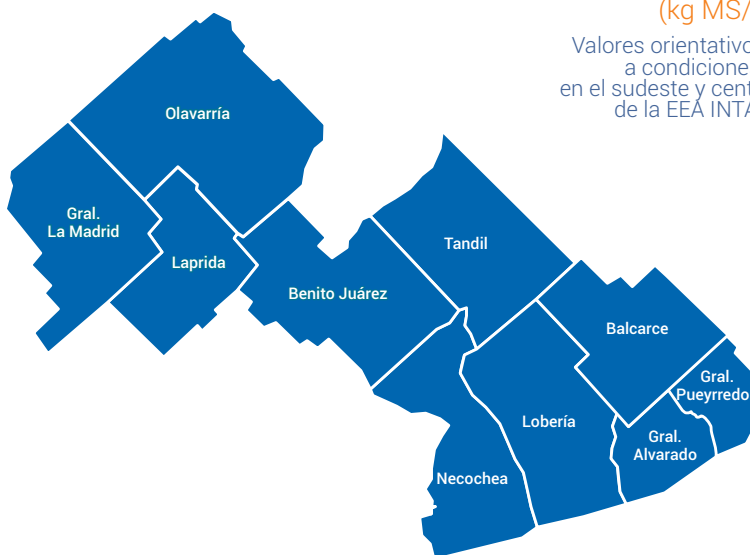 (kg MS/
Valores orientativo
a condicione
en el sudeste y cent
de la EEA INTA
Olavarría
Gral.
La Madrid
Laprida
Benito Juárez
Tandil
Balcarce
Gral.
Pueyrredo
Lobería
Gral.
Alvarado
Necochea